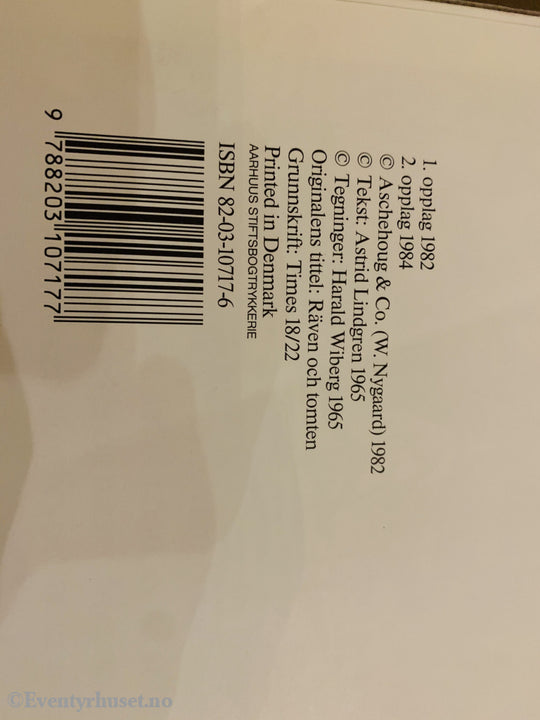 1. opplag 1982
2. opplag 1984
© Aschehoug & Co. (W. Nygaard) 1982
© Tekst: Astrid Lindgren 1965
© Tegninger: Harald Wiberg 1965
Originalens tittel: Räven och tomten
Grunnskrift: Times 18/22
Printed in Denmark
AARHUUS STIFTSBOGTRYKKERIE
ISBN 82-03-10717-6
9 788203 107177
©Eventyrhuset.no